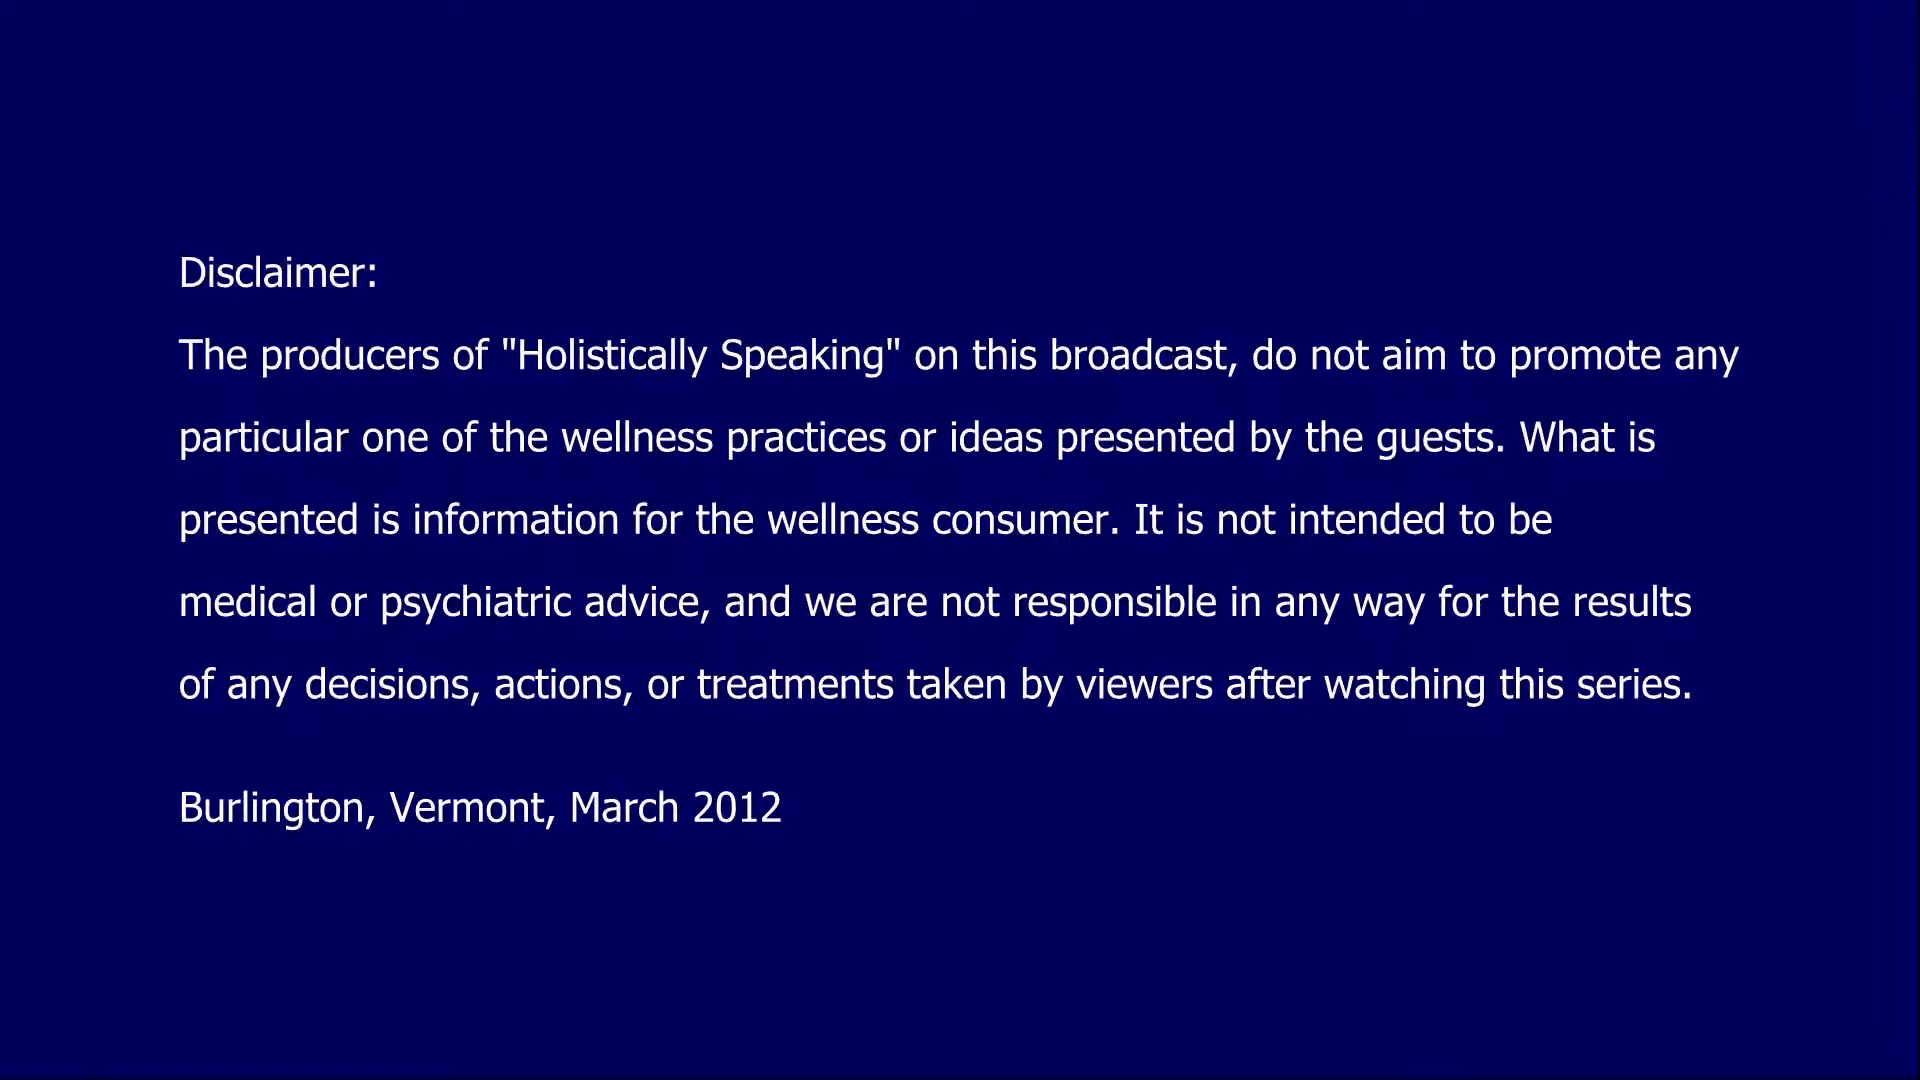 Disclaimer:
The producers of "Holistically Speaking" on this broadcast, do not aim to promote any
particular one of the wellness practices or ideas presented by the guests. What is
presented is information for the wellness consumer. It is not intended to be
medical or psychiatric advice, and we are not responsible in any way for the results
of any decisions, actions, or treatments taken by viewers after watching this series.
Burlington, Vermont, March 2012